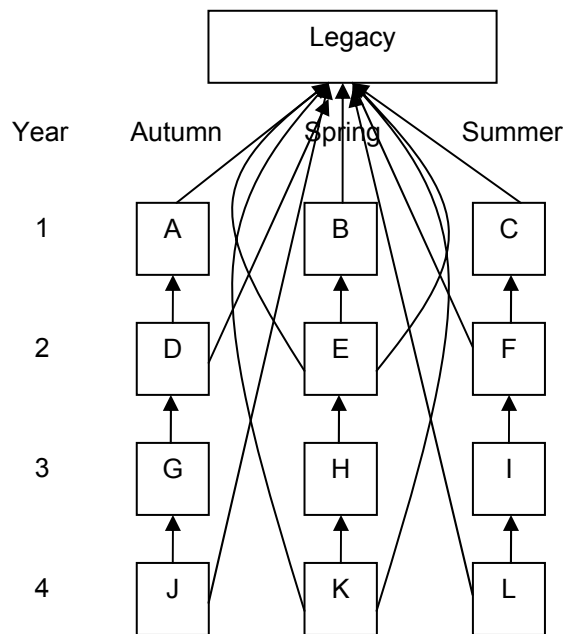 Legacy
Year Autumn Spring Summer
1 A B C
2 D E F
3 G H I
4 J K L